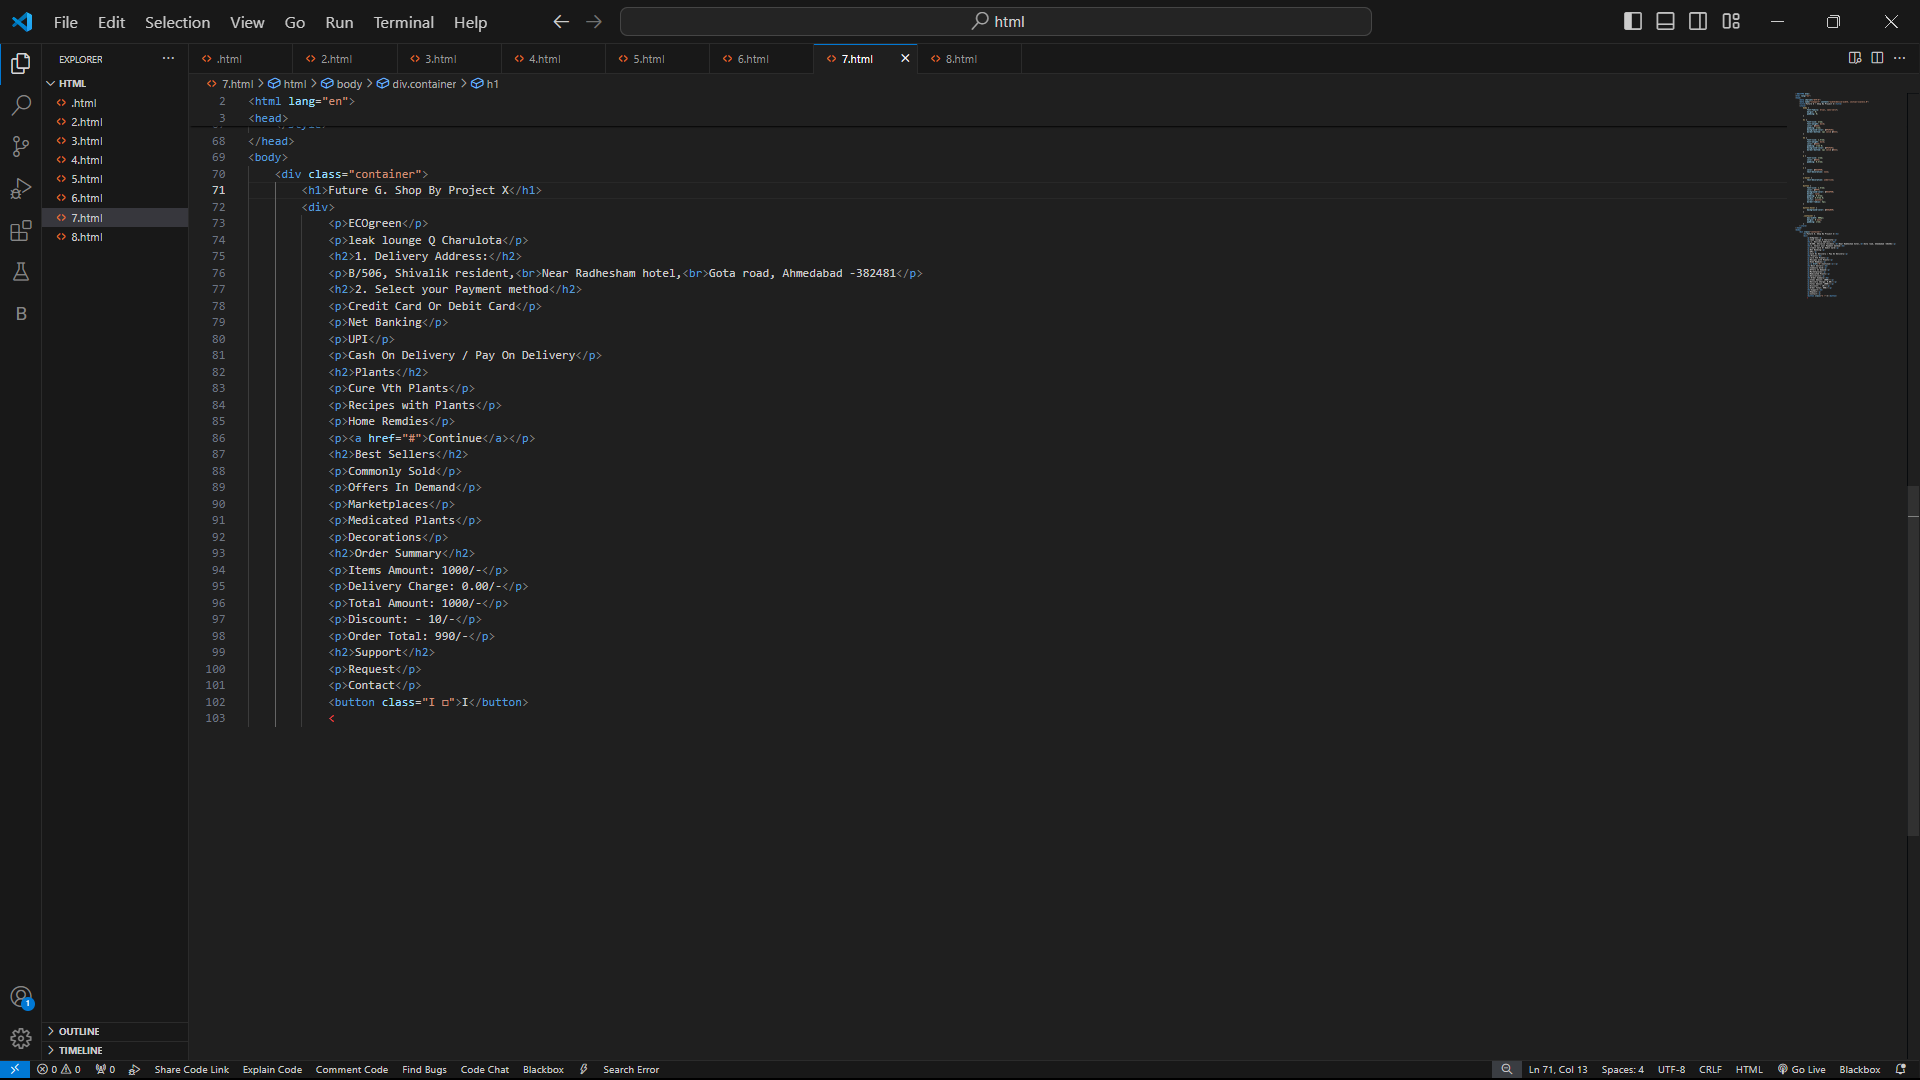 File Edit Selection View Go Run Terminal Help
html
EXPLORER
HTML
.html
2.html
3.html
4.html
5.html
6.html
7.html
8.html
.html 2.html 3.html 4.html 5.html 6.html 7.html 8.html
7.html > html > body > div.container > h1
2 <html lang="en">
3 <head>
68 </head>
69 <body>
70 <div class="container">
71 <h1>Future G. Shop By Project X</h1>
72 <div>
73 <p>ECOgreen</p>
74 <p>leak lounge Q Charulota</p>
75 <h2>1. Delivery Address:</h2>
76 <p>B/506, Shivalik resident,<br>Near Radhesham hotel,<br>Gota road, Ahmedabad -382481</p>
77 <h2>2. Select your Payment method</h2>
78 <p>Credit Card Or Debit Card</p>
79 <p>Net Banking</p>
80 <p>UPI</p>
81 <p>Cash On Delivery / Pay On Delivery</p>
82 <h2>Plants</h2>
83 <p>Cure Vth Plants</p>
84 <p>Recipes with Plants</p>
85 <p>Home Remdies</p>
86 <p><a href="#">Continue</a></p>
87 <h2>Best Sellers</h2>
88 <p>Commonly Sold</p>
89 <p>Offers In Demand</p>
90 <p>Marketplaces</p>
91 <p>Medicated Plants</p>
92 <p>Decorations</p>
93 <h2>Order Summary</h2>
94 <p>Items Amount: 1000/-</p>
95 <p>Delivery Charge: 0.00/-</p>
96 <p>Total Amount: 1000/-</p>
97 <p>Discount: - 10/-</p>
98 <p>Order Total: 990/-</p>
99 <h2>Support</h2>
100 <p>Request</p>
101 <p>Contact</p>
102 <button class="I □">I</button>
103 <
B
1
OUTLINE
TIMELINE
0 0 0 Share Code Link Explain Code Comment Code Find Bugs Code Chat Blackbox Search Error Ln 71, Col 13 Spaces: 4 UTF-8 CRLF HTML Go Live Blackbox